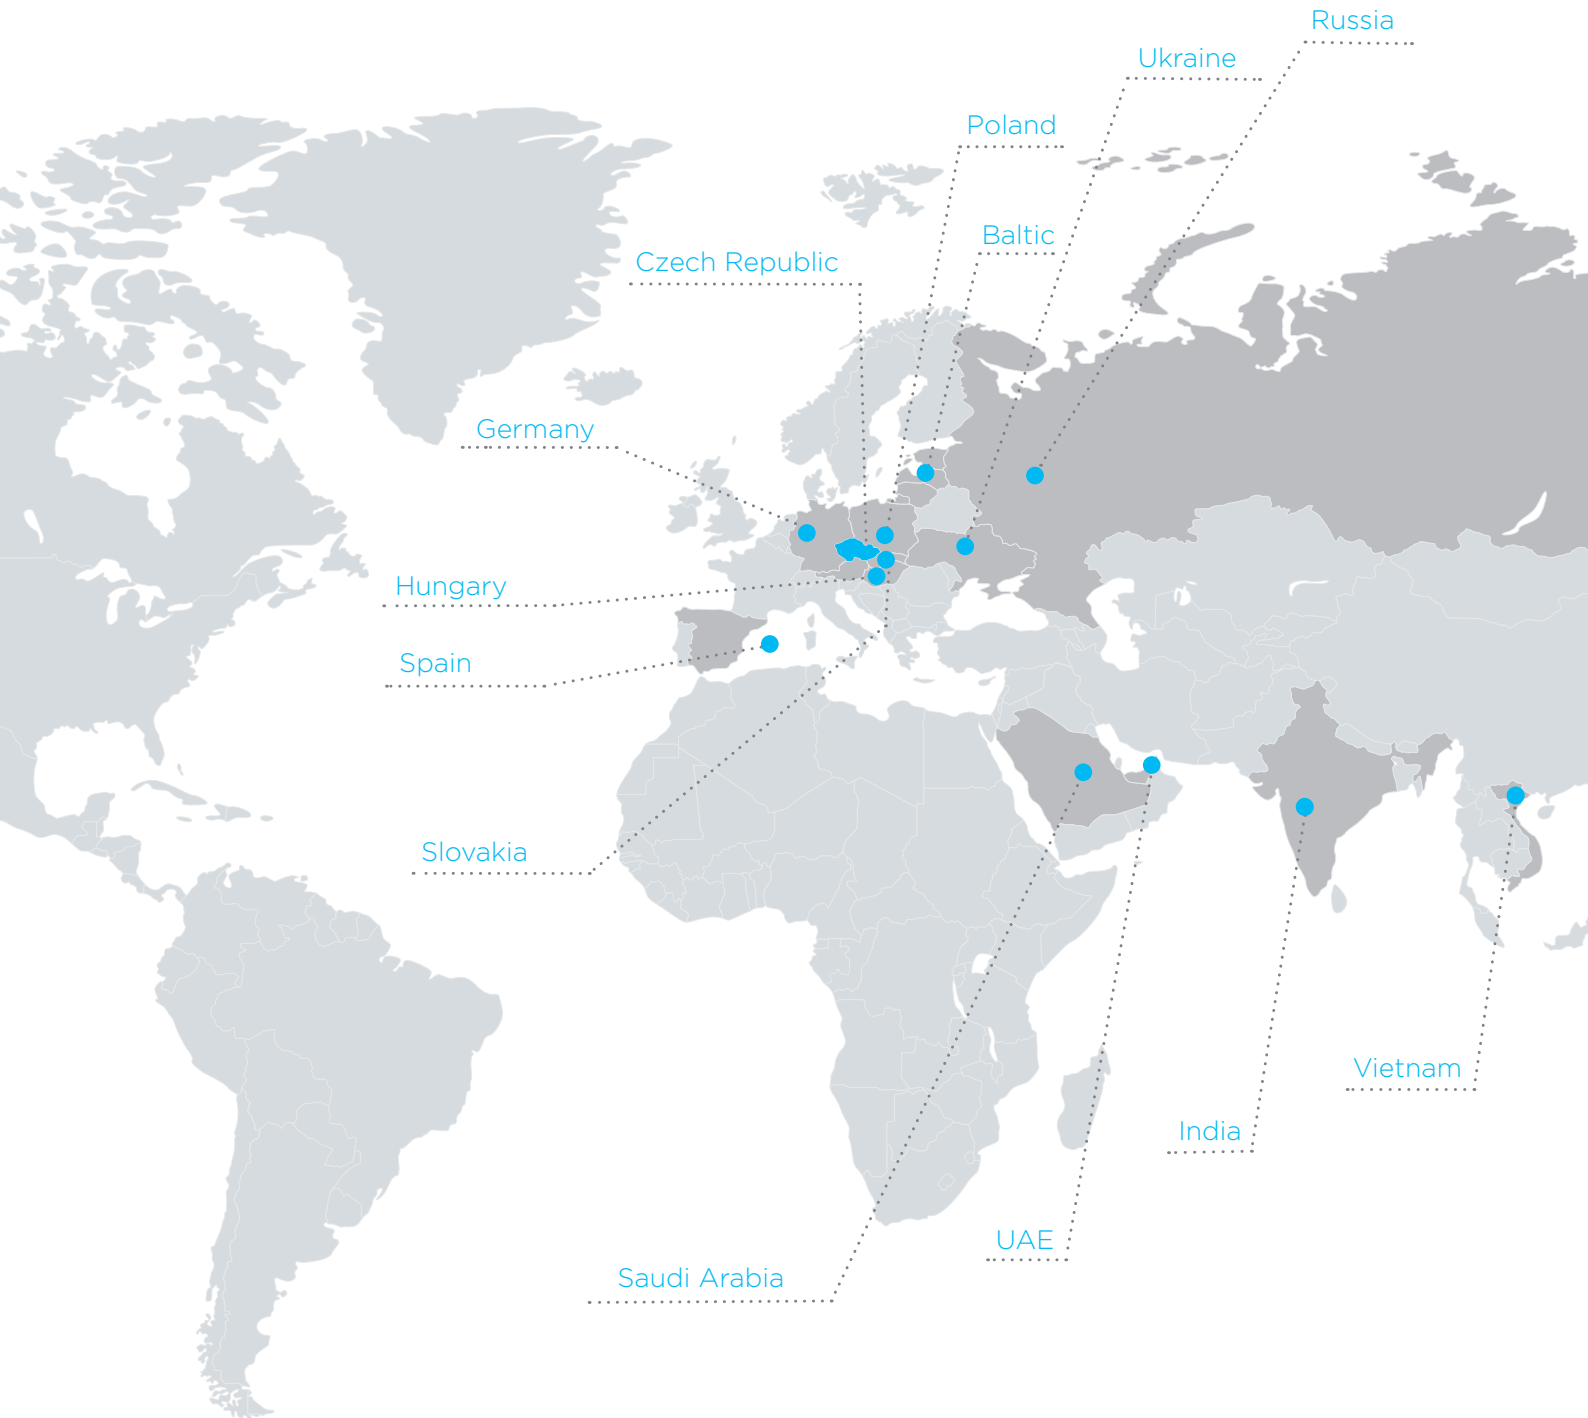 Russia
Ukraine
Poland
Baltic
Czech Republic
Germany
Hungary
Spain
Slovakia
Vietnam
India
UAE
Saudi Arabia